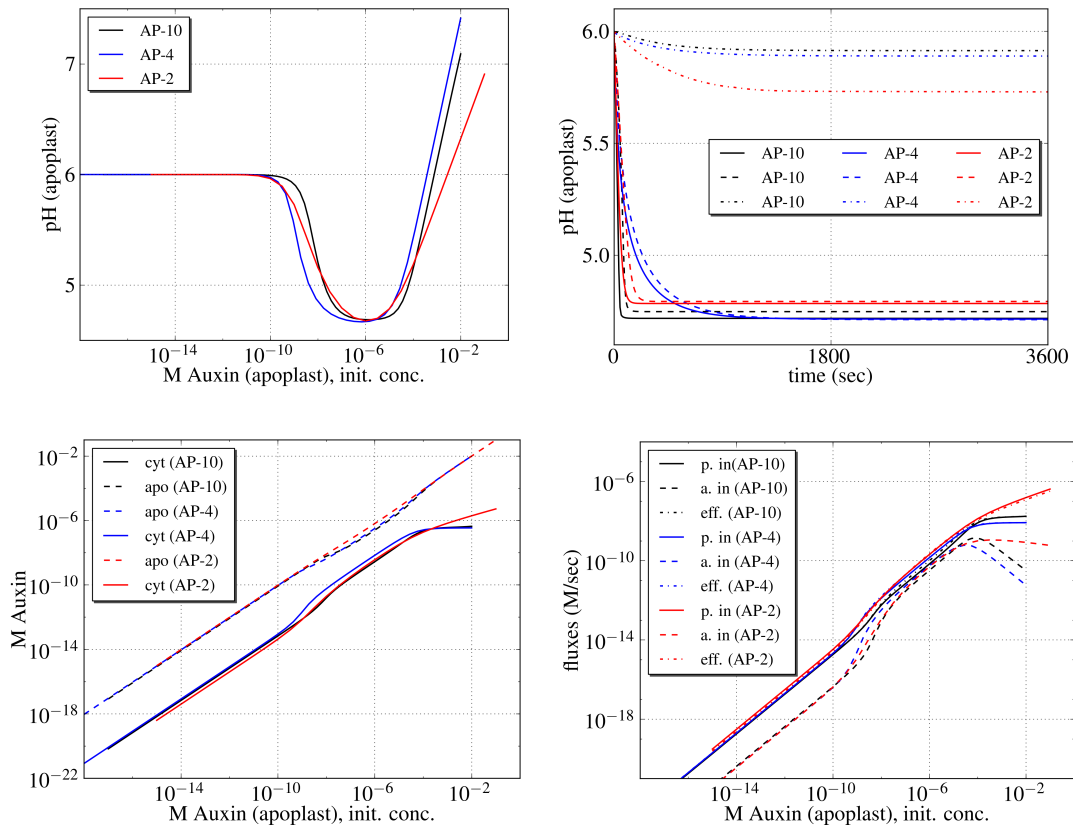 AP-10
AP-4
AP-2
7
6
5
pH (apoplast)
10^-14
10^-10
10^-6
10^-2
M Auxin (apoplast), init. conc.
6.0
5.5
5.0
pH (apoplast)
AP-10 AP-4 AP-2
AP-10 AP-4 AP-2
AP-10 AP-4 AP-2
0 1800 3600
time (sec)
10^-2
10^-6
10^-10
10^-14
10^-18
10^-22
M Auxin
cyt (AP-10)
apo (AP-10)
apo (AP-4)
cyt (AP-4)
apo (AP-2)
cyt (AP-2)
10^-14
10^-10
10^-6
10^-2
M Auxin (apoplast), init. conc.
10^-6
10^-10
10^-14
10^-18
fluxes (M/sec)
p. in(AP-10)
a. in (AP-10)
eff. (AP-10)
p. in (AP-4)
a. in (AP-4)
eff. (AP-4)
p. in (AP-2)
a. in (AP-2)
eff. (AP-2)
10^-14
10^-10
10^-6
10^-2
M Auxin (apoplast), init. conc.